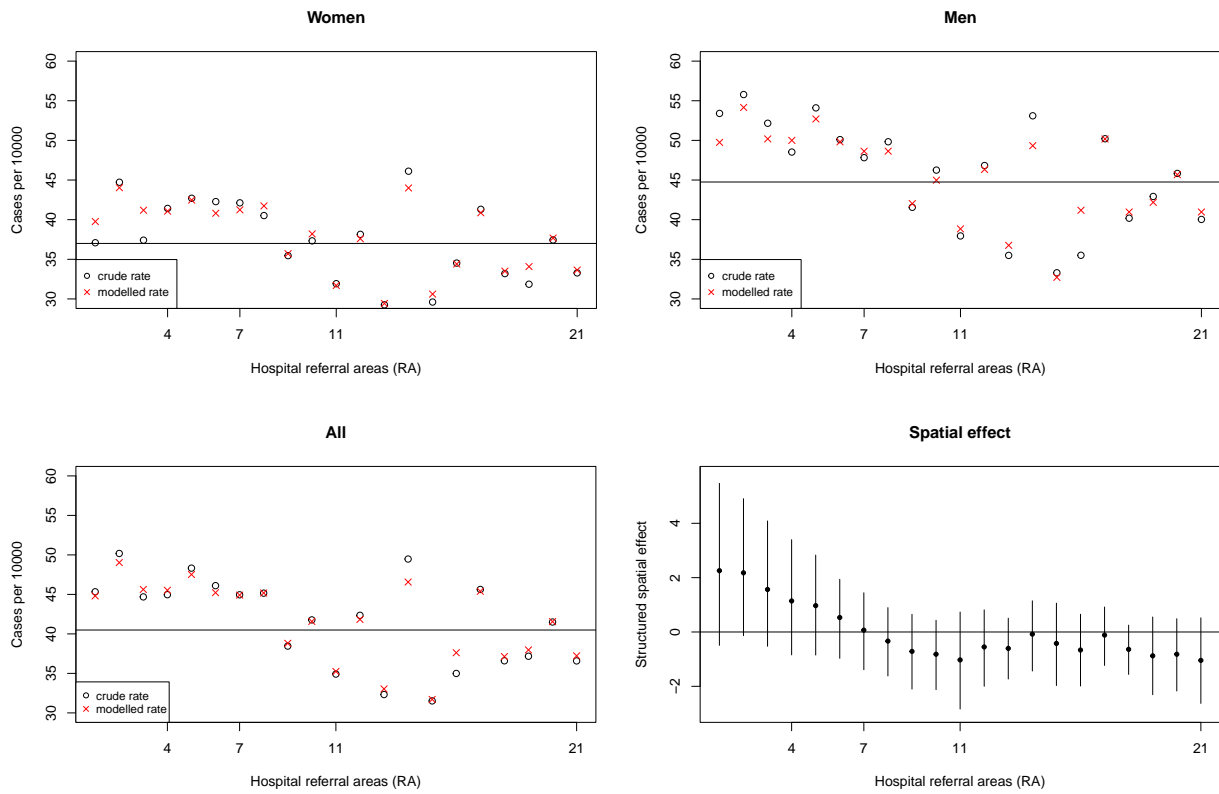 Women
Cases per 10000
60
55
50
45
40
35
30
crude rate
modelled rate
4
7
11
21
Hospital referral areas (RA)
Men
Cases per 10000
60
55
50
45
40
35
30
crude rate
modelled rate
4
7
11
21
Hospital referral areas (RA)
All
Cases per 10000
60
55
50
45
40
35
30
crude rate
modelled rate
4
7
11
21
Hospital referral areas (RA)
Spatial effect
Structured spatial effect
4
2
0
−2
4
7
11
21
Hospital referral areas (RA)